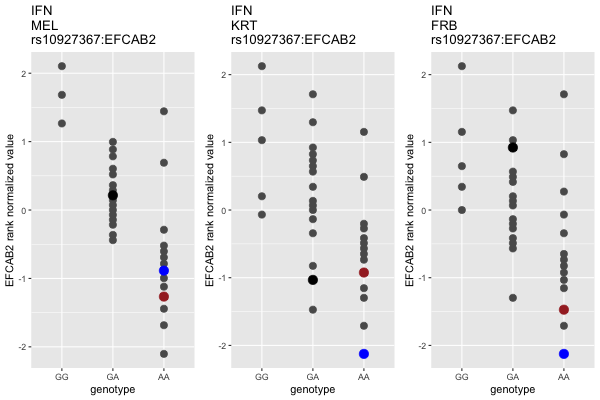 IFN
MEL
rs10927367:EFCAB2
EFCAB2 rank normalized value
2
1
0
-1
-2
GG GA AA
genotype
IFN
KRT
rs10927367:EFCAB2
EFCAB2 rank normalized value
2
1
0
-1
-2
GG GA AA
genotype
IFN
FRB
rs10927367:EFCAB2
EFCAB2 rank normalized value
2
1
0
-1
-2
GG GA AA
genotype